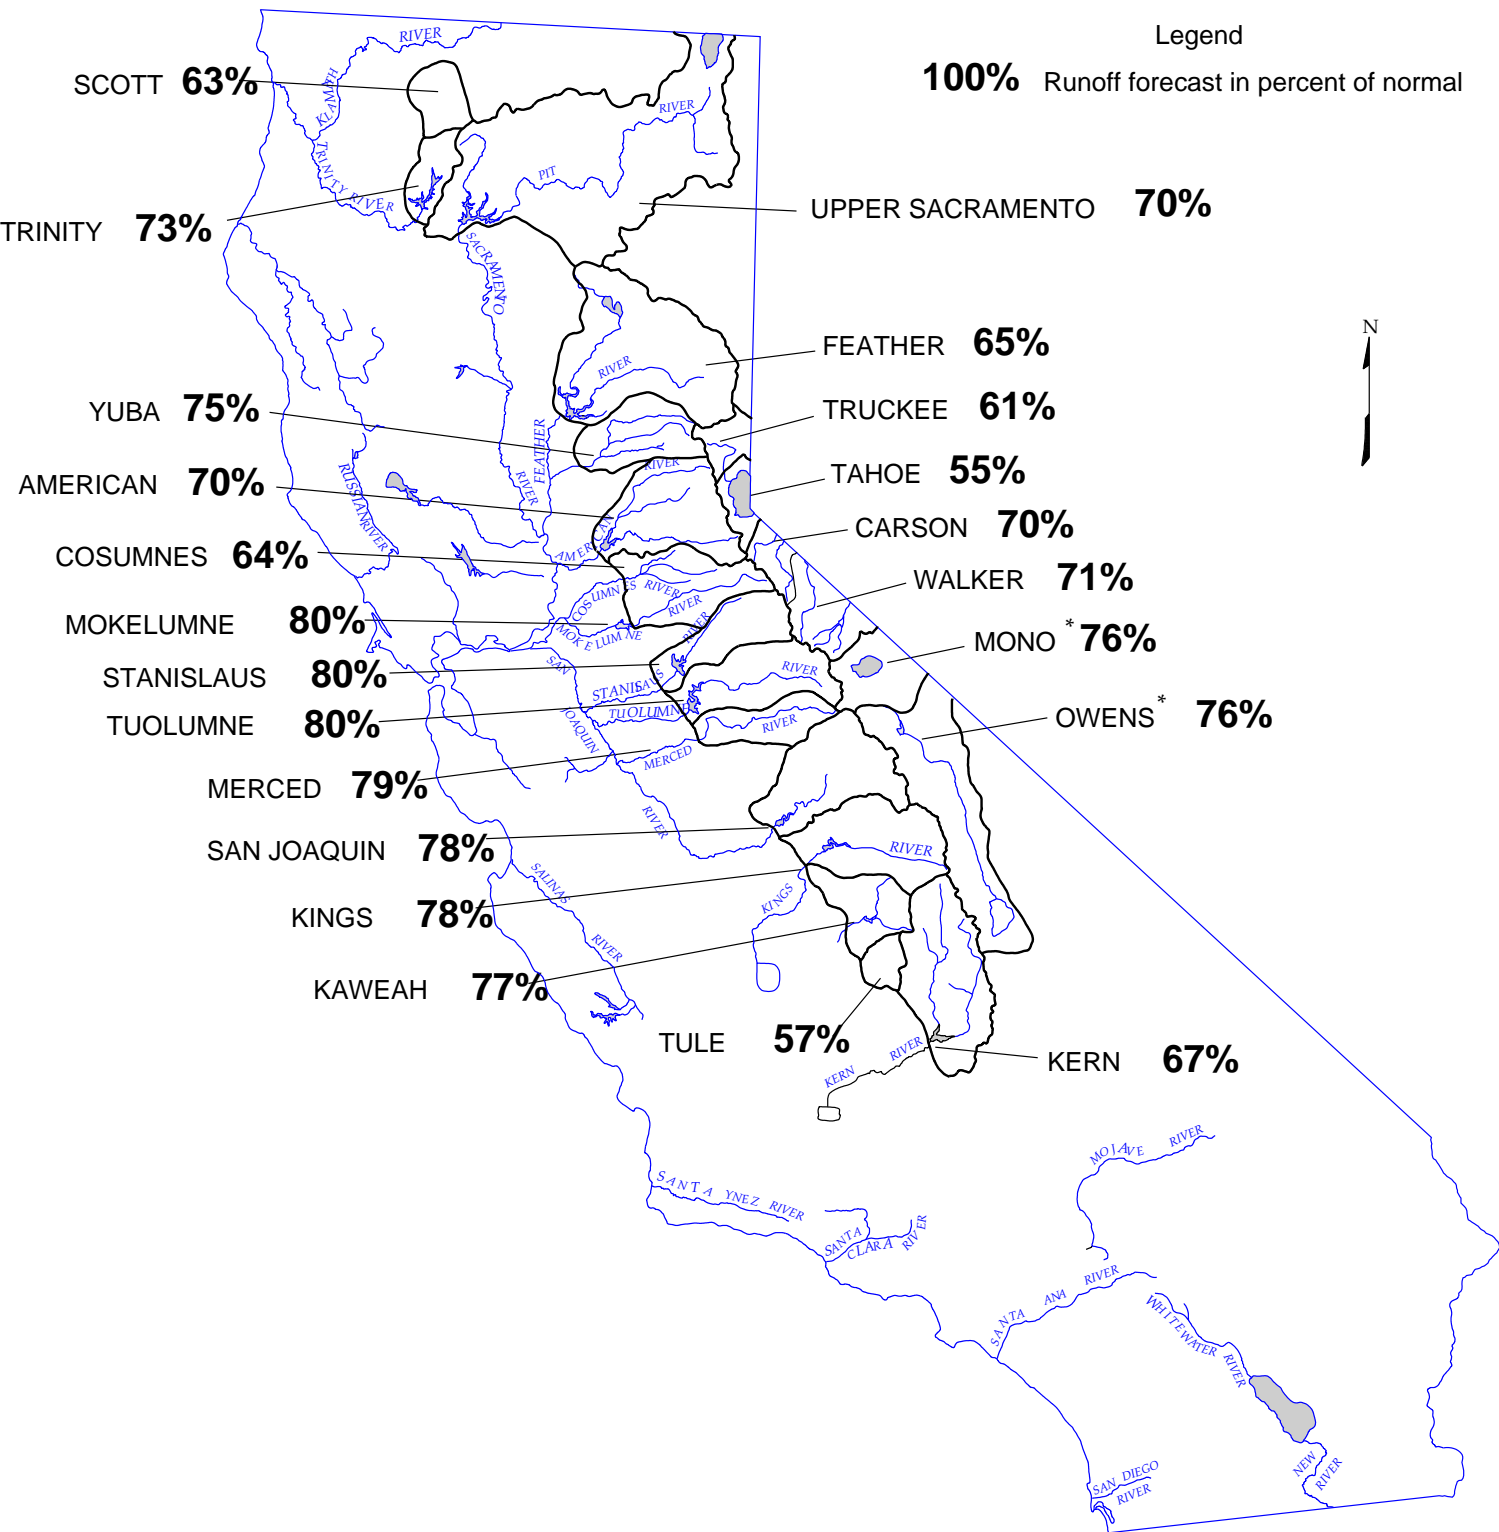 Legend
100% Runoff forecast in percent of normal
RIVER
SCOTT 63%
KLAMATH
RIVER
TRINITY RIVER
PIT
TRINITY 73%
UPPER SACRAMENTO 70%
SACRAMENTO
N
FEATHER 65%
RIVER
YUBA 75%
TRUCKEE 61%
FEATHER
RIVER
RIVER
TAHOE 55%
AMERICAN 70%
RUSSIAN RIVER
AMERICAN
CARSON 70%
COSUMNES 64%
WALKER 71%
COSUMNES RIVER
RIVER
MOKELUMNE 80%
MOKELUMNE
RIVER
MONO * 76%
SAN
JOAQUIN
RIVER
STANISLAUS 80%
STANISLAUS
RIVER
TUOLUMNE 80%
TUOLUMNE
OWENS * 76%
RIVER
MERCED
MERCED 79%
SAN JOAQUIN 78%
RIVER
SALINAS
RIVER
KINGS
KINGS 78%
KAWEAH 77%
TULE 57%
RIVER
KERN
KERN 67%
MOJAVE RIVER
SANTA YNEZ RIVER
SANTA
CLARA
RIVER
SANTA ANA RIVER
WHITEWATER RIVER
NEW
RIVER
SAN DIEGO
RIVER